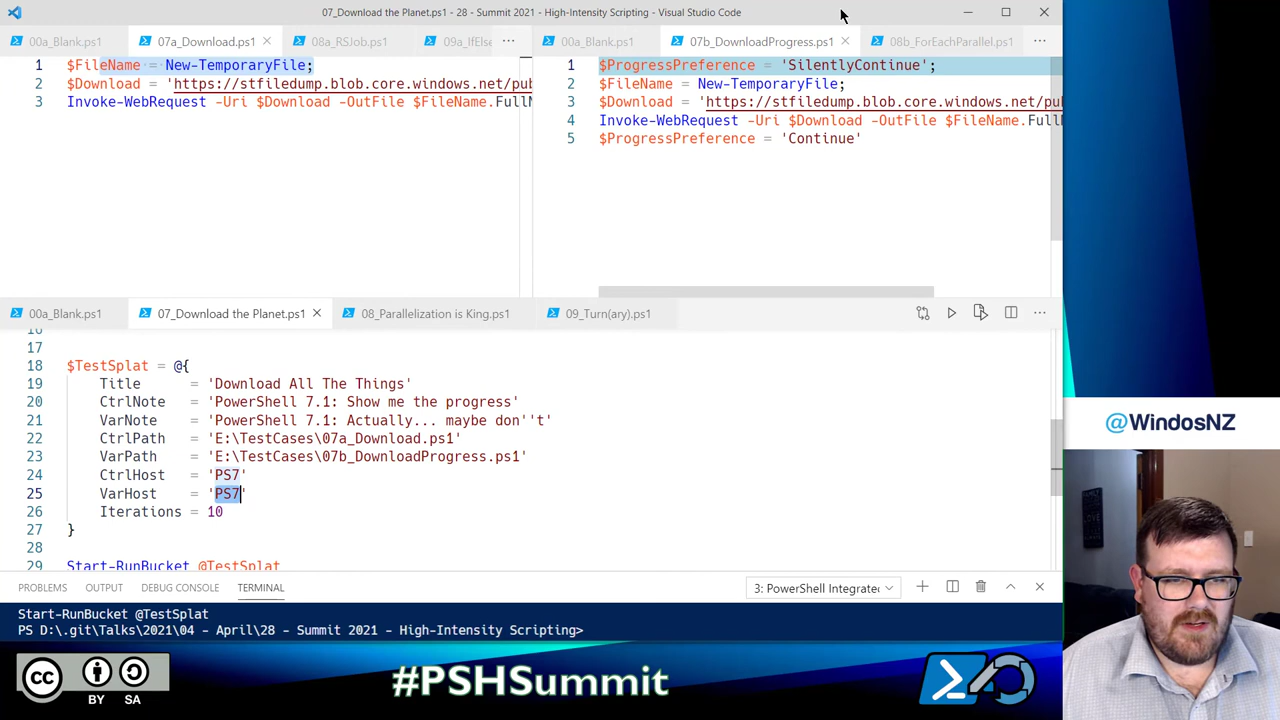 07_Download the Planet.ps1 - 28 - Summit 2021 - High-Intensity Scripting - Visual Studio Code
00a_Blank.ps1
07a_Download.ps1
08a_RSJob.ps1
09a_IfElse
1 $FileName = New-TemporaryFile;
2 $Download = 'https://stfiledump.blob.core.windows.net/pub
3 Invoke-WebRequest -Uri $Download -OutFile $FileName.FullN
00a_Blank.ps1
07b_DownloadProgress.ps1
08b_ForEachParallel.ps1
1 $ProgressPreference = 'SilentlyContinue';
2 $FileName = New-TemporaryFile;
3 $Download = 'https://stfiledump.blob.core.windows.net/pu
4 Invoke-WebRequest -Uri $Download -OutFile $FileName.Full
5 $ProgressPreference = 'Continue'
00a_Blank.ps1
07_Download the Planet.ps1
08_Parallelization is King.ps1
09_Turn(ary).ps1
16
17
18 $TestSplat = @{
19 Title = 'Download All The Things'
20 CtrlNote = 'PowerShell 7.1: Show me the progress'
21 VarNote = 'PowerShell 7.1: Actually... maybe don''t'
22 CtrlPath = 'E:\TestCases\07a_Download.ps1'
23 VarPath = 'E:\TestCases\07b_DownloadProgress.ps1'
24 CtrlHost = 'PS7'
25 VarHost = 'PS7'
26 Iterations = 10
27 }
28
29 Start-RunBucket @TestSplat
PROBLEMS
OUTPUT
DEBUG CONSOLE
TERMINAL
3: PowerShell Integrated
Start-RunBucket @TestSplat
PS D:\.git\Talks\2021\04 - April\28 - Summit 2021 - High-Intensity Scripting>
@WindosNZ
cc
BY SA
#PSHSummit